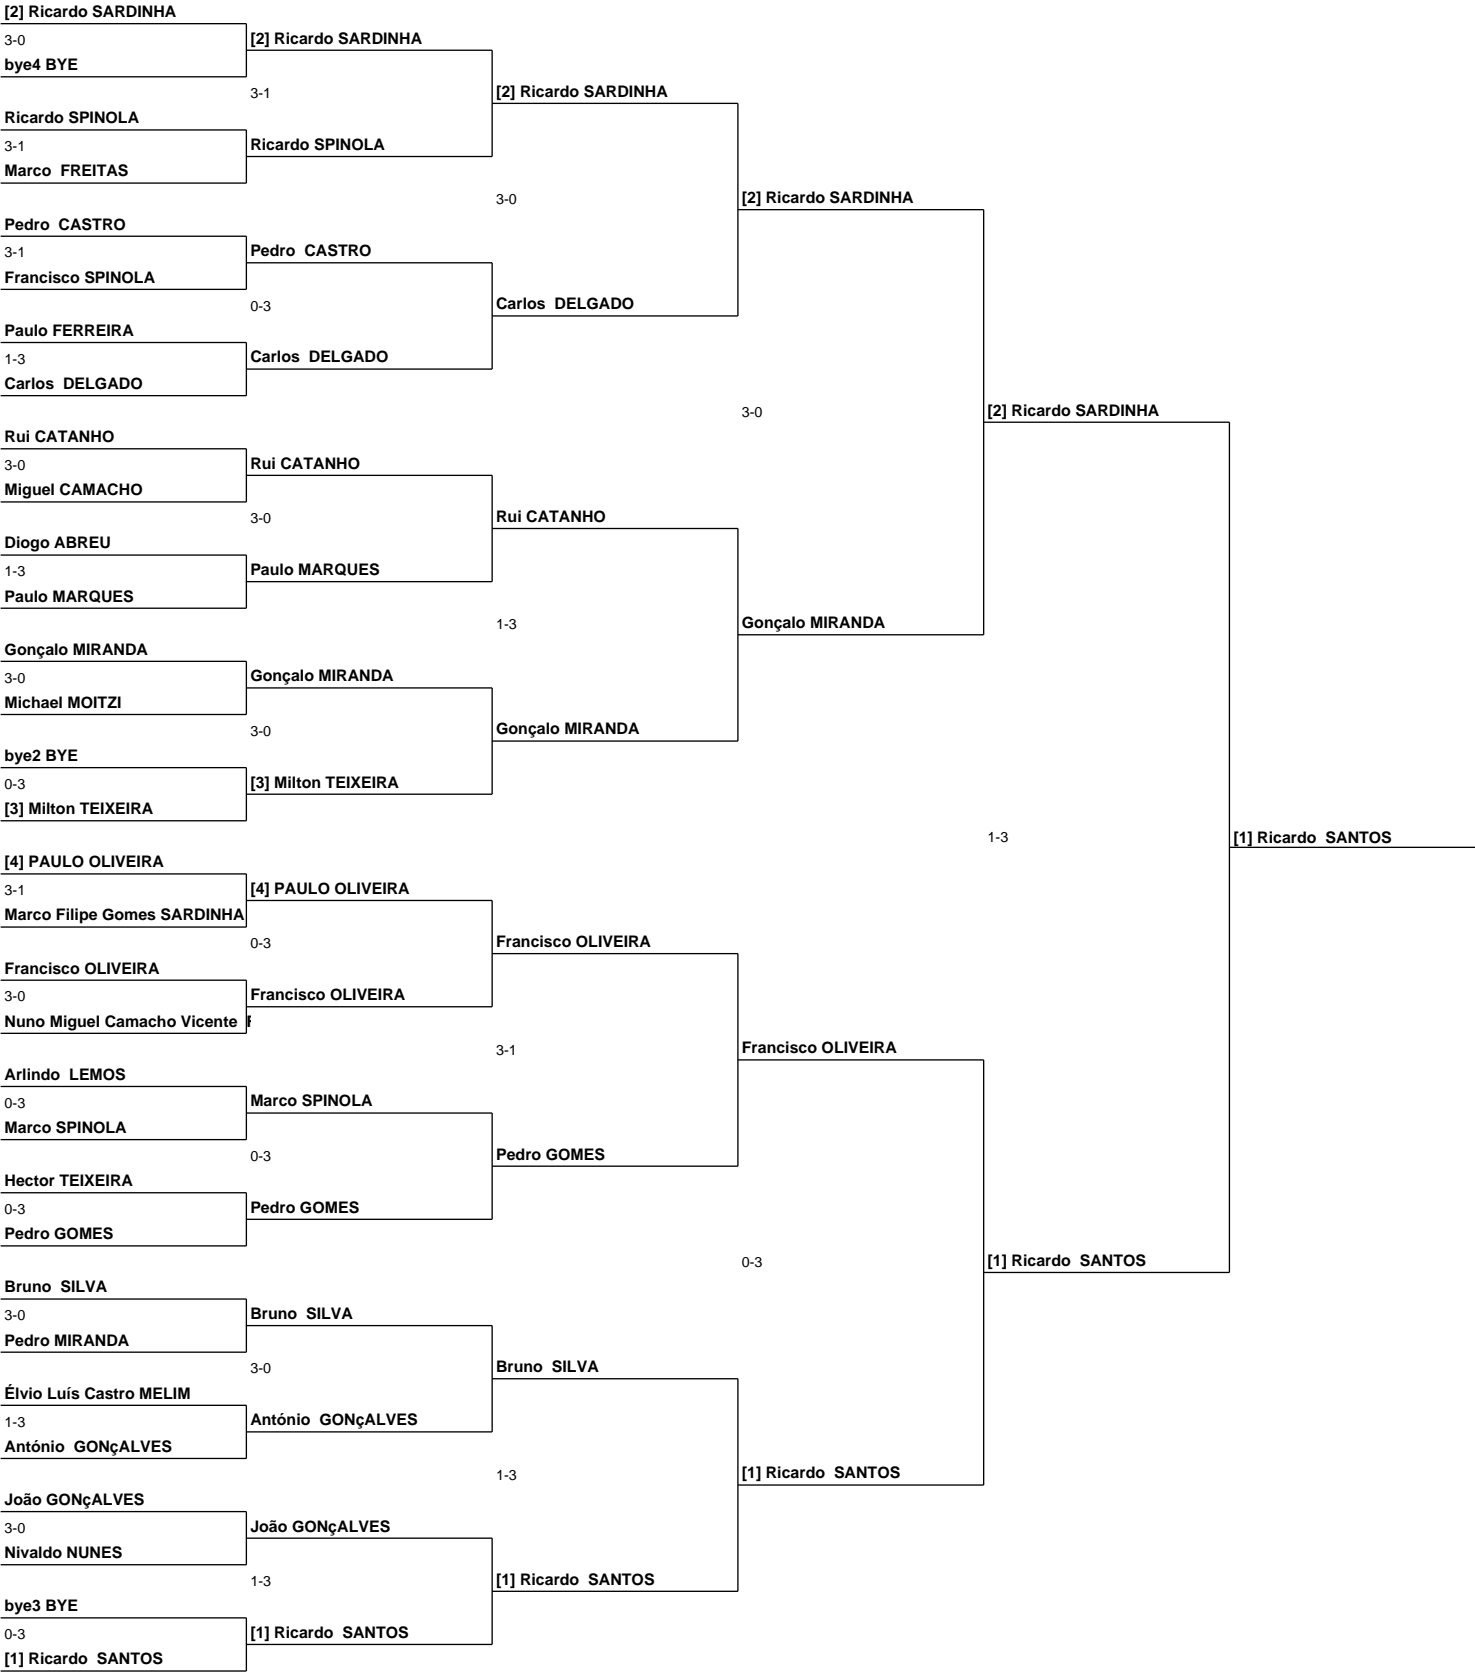 [2] Ricardo SARDINHA
3-0
[2] Ricardo SARDINHA
bye4 BYE
3-1
[2] Ricardo SARDINHA
Ricardo SPINOLA
3-1
Ricardo SPINOLA
Marco FREITAS
3-0
[2] Ricardo SARDINHA
Pedro CASTRO
3-1
Pedro CASTRO
Francisco SPINOLA
0-3
Carlos DELGADO
Paulo FERREIRA
1-3
Carlos DELGADO
Carlos DELGADO
3-0
[2] Ricardo SARDINHA
Rui CATANHO
3-0
Rui CATANHO
Miguel CAMACHO
3-0
Rui CATANHO
Diogo ABREU
1-3
Paulo MARQUES
Paulo MARQUES
1-3
Gonçalo MIRANDA
Gonçalo MIRANDA
3-0
Gonçalo MIRANDA
Michael MOITZI
3-0
Gonçalo MIRANDA
bye2 BYE
0-3
[3] Milton TEIXEIRA
[3] Milton TEIXEIRA
1-3
[1] Ricardo SANTOS
[4] PAULO OLIVEIRA
3-1
[4] PAULO OLIVEIRA
Marco Filipe Gomes SARDINHA
0-3
Francisco OLIVEIRA
Francisco OLIVEIRA
3-0
Francisco OLIVEIRA
Nuno Miguel Camacho Vicente
3-1
Francisco OLIVEIRA
Arlindo LEMOS
0-3
Marco SPINOLA
Marco SPINOLA
0-3
Pedro GOMES
Hector TEIXEIRA
0-3
Pedro GOMES
Pedro GOMES
0-3
[1] Ricardo SANTOS
Bruno SILVA
3-0
Bruno SILVA
Pedro MIRANDA
3-0
Bruno SILVA
Élvio Luís Castro MELIM
1-3
António GONçALVES
António GONçALVES
1-3
[1] Ricardo SANTOS
João GONçALVES
3-0
João GONçALVES
Nivaldo NUNES
1-3
[1] Ricardo SANTOS
bye3 BYE
0-3
[1] Ricardo SANTOS
[1] Ricardo SANTOS